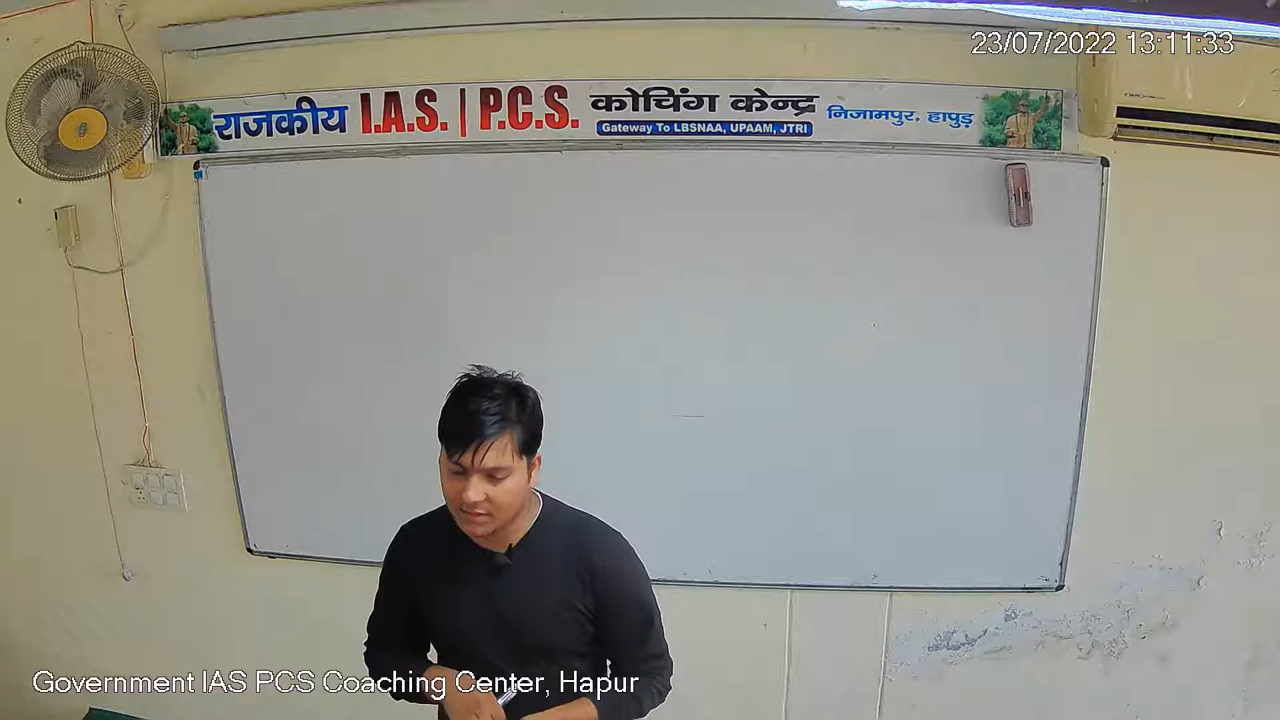 23/07/2022 13:11:33
राजकीय I.A.S. | P.C.S. कोचिंग केन्द्र निजामपुर, हापुड़
Gateway To LBSNAA, UPAAM, JTRI
Government IAS PCS Coaching Center, Hapur